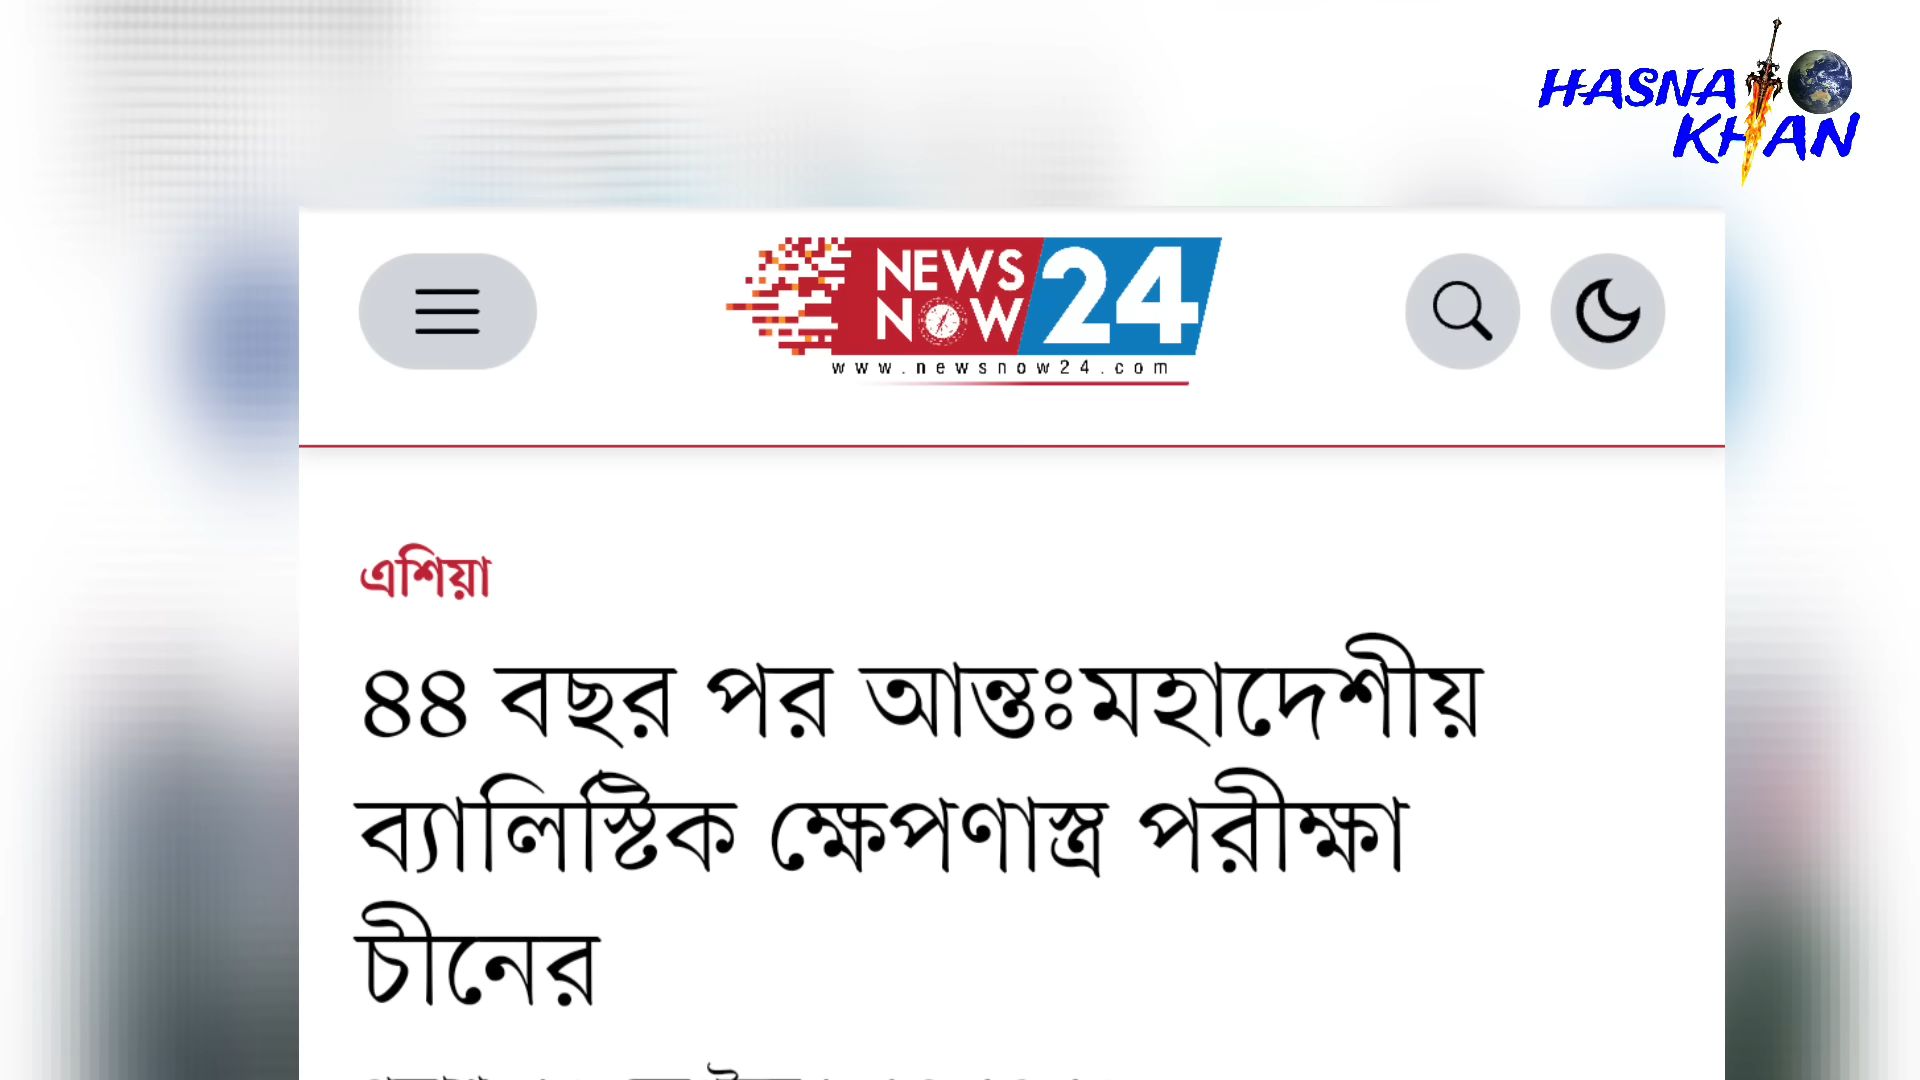 HASNA
KHAN
NEWS
NOW 24
www.newsnow24.com
এশিয়া
৪৪ বছর পর আন্তঃমহাদেশীয়
ব্যালিস্টিক ক্ষেপণাস্ত্র পরীক্ষা
চীনের